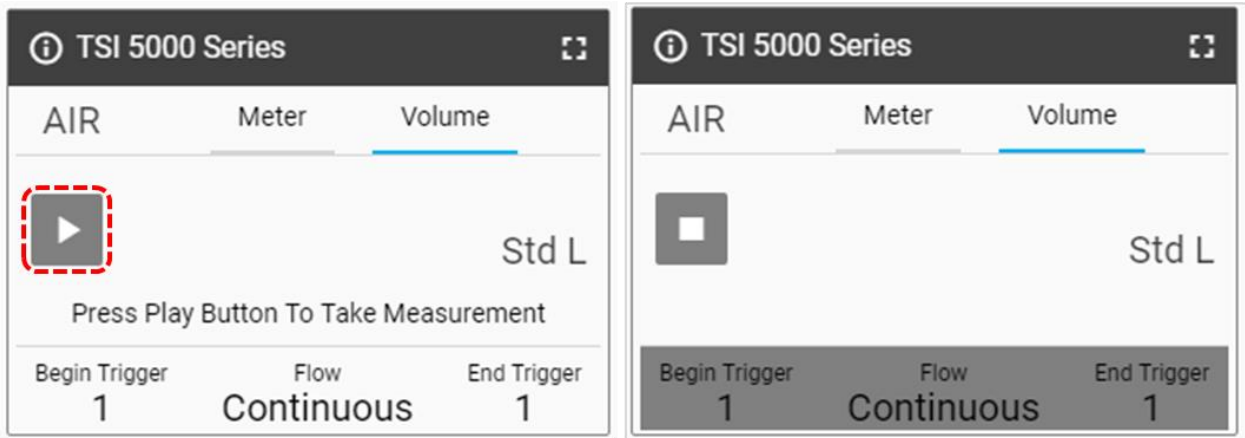 TSI 5000 Series
AIR Meter Volume
Std L
Press Play Button To Take Measurement
Begin Trigger Flow End Trigger
1 Continuous 1
TSI 5000 Series
AIR Meter Volume
Std L
Begin Trigger Flow End Trigger
1 Continuous 1